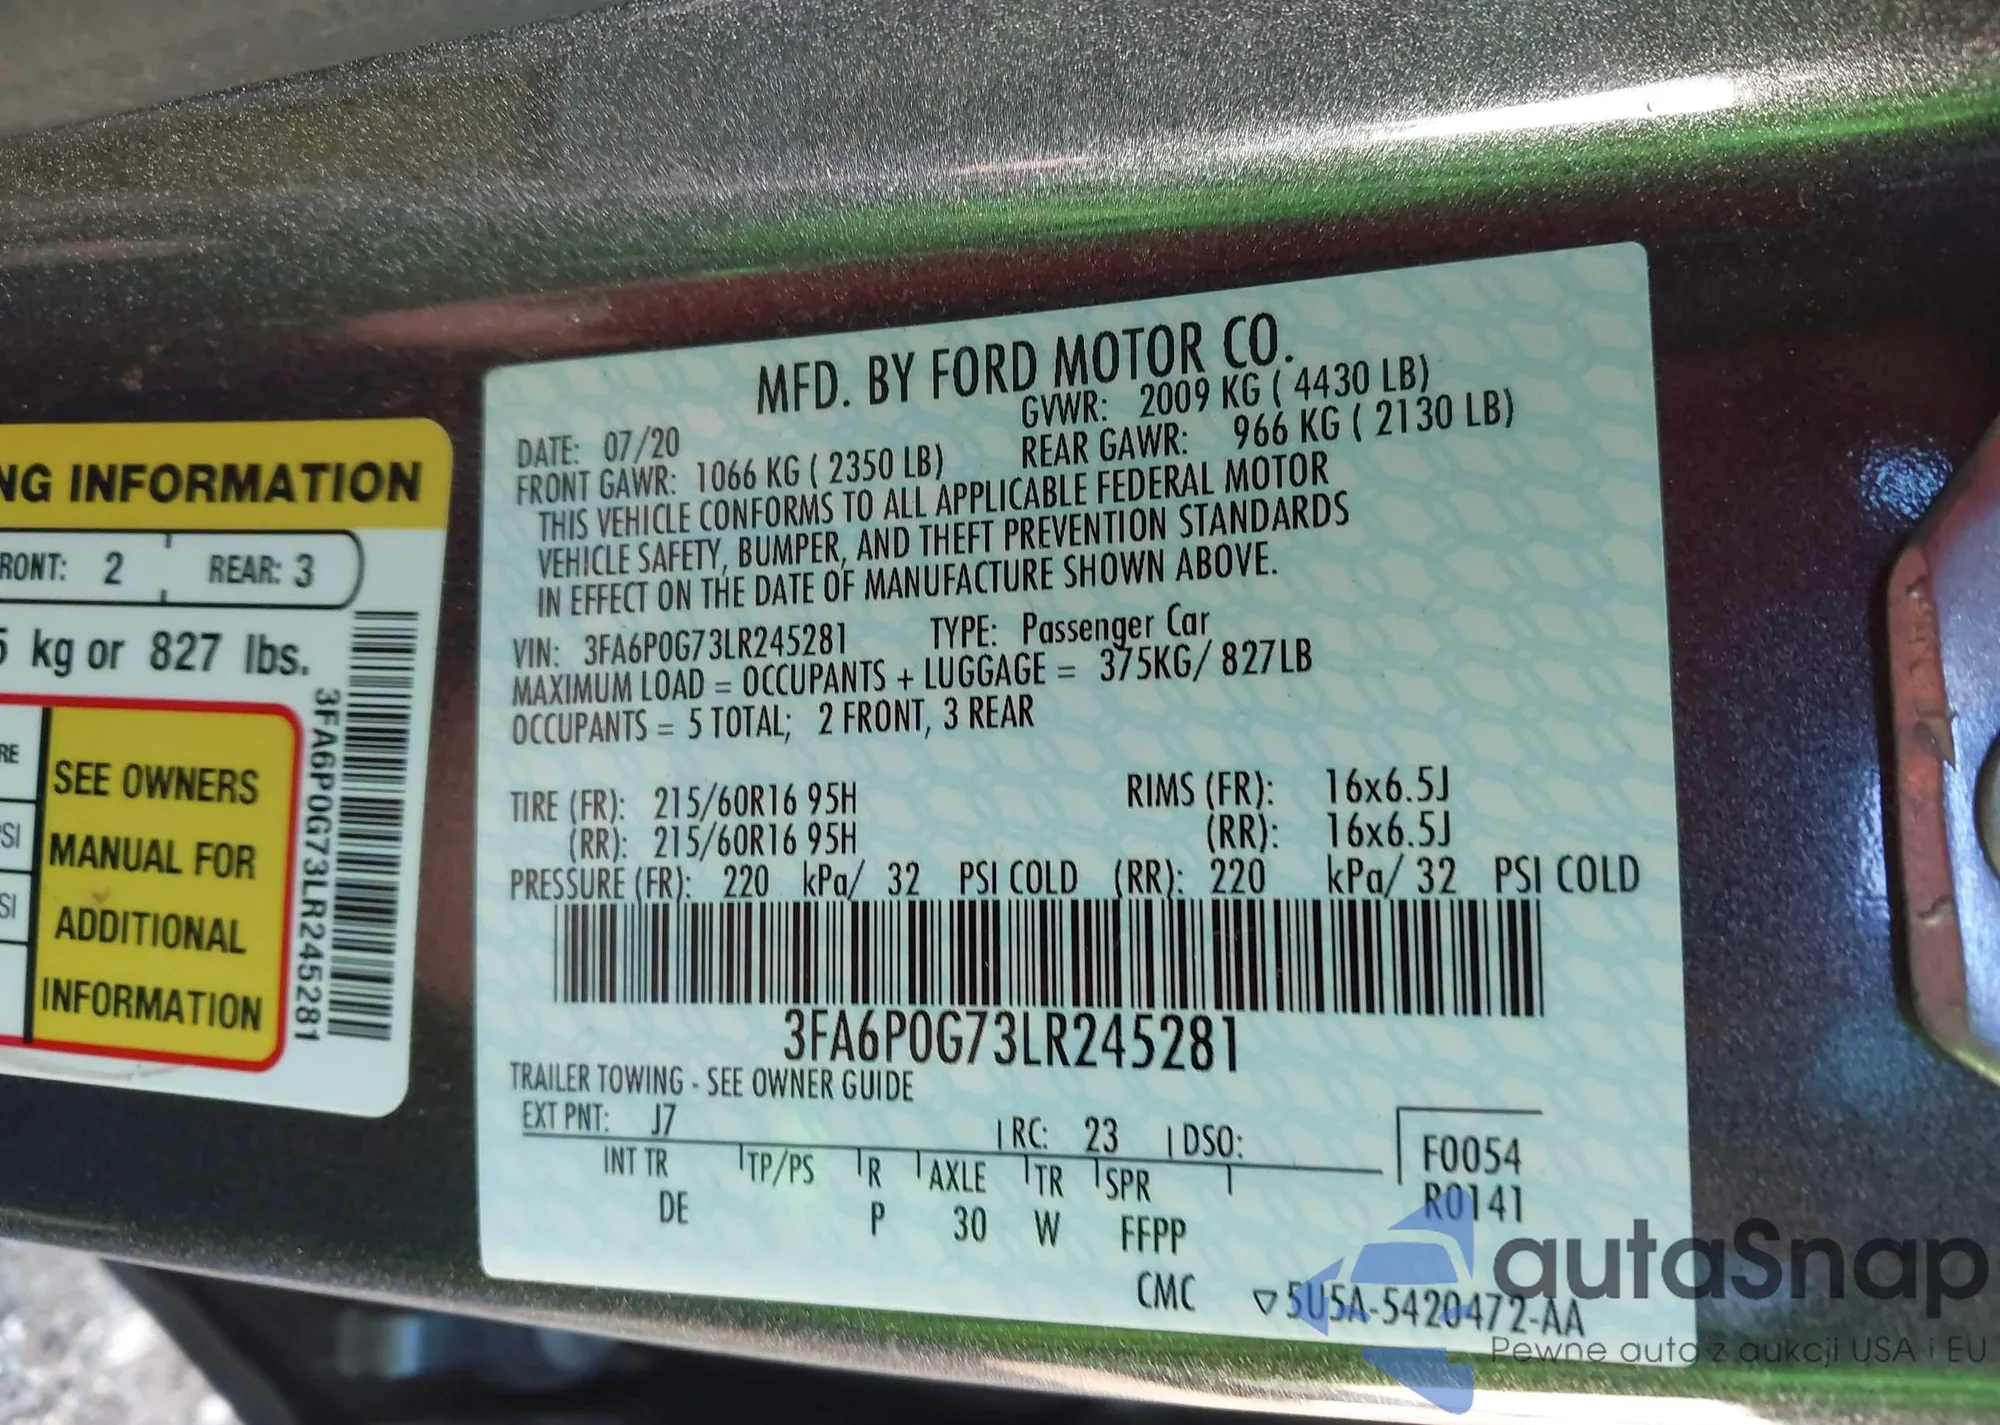 NG INFORMATION
RONT: 2 REAR: 3
5 kg or 827 lbs.
RE
SI
SI
SEE OWNERS
MANUAL FOR
ADDITIONAL
INFORMATION
3FA6P0G73LR245281
MFD. BY FORD MOTOR CO.
DATE: 07/20 GVWR: 2009 KG ( 4430 LB)
FRONT GAWR: 1066 KG ( 2350 LB) REAR GAWR: 966 KG ( 2130 LB)
THIS VEHICLE CONFORMS TO ALL APPLICABLE FEDERAL MOTOR
VEHICLE SAFETY, BUMPER, AND THEFT PREVENTION STANDARDS
IN EFFECT ON THE DATE OF MANUFACTURE SHOWN ABOVE.
VIN: 3FA6P0G73LR245281 TYPE: Passenger Car
MAXIMUM LOAD = OCCUPANTS + LUGGAGE = 375KG/ 827LB
OCCUPANTS = 5 TOTAL; 2 FRONT, 3 REAR
TIRE (FR): 215/60R16 95H RIMS (FR): 16x6.5J
(RR): 215/60R16 95H (RR): 16x6.5J
PRESSURE (FR): 220 kPa/ 32 PSI COLD (RR): 220 kPa/ 32 PSI COLD
3FA6P0G73LR245281
TRAILER TOWING - SEE OWNER GUIDE
EXT PNT: J7 RC: 23 DSO: F0054
INT TR TP/PS R AXLE TR SPR R0141
DE P 30 W FFPP
CMC ▽5U5A-5420472-AA
autaSnap
Pewne auta z aukcji USA i EU